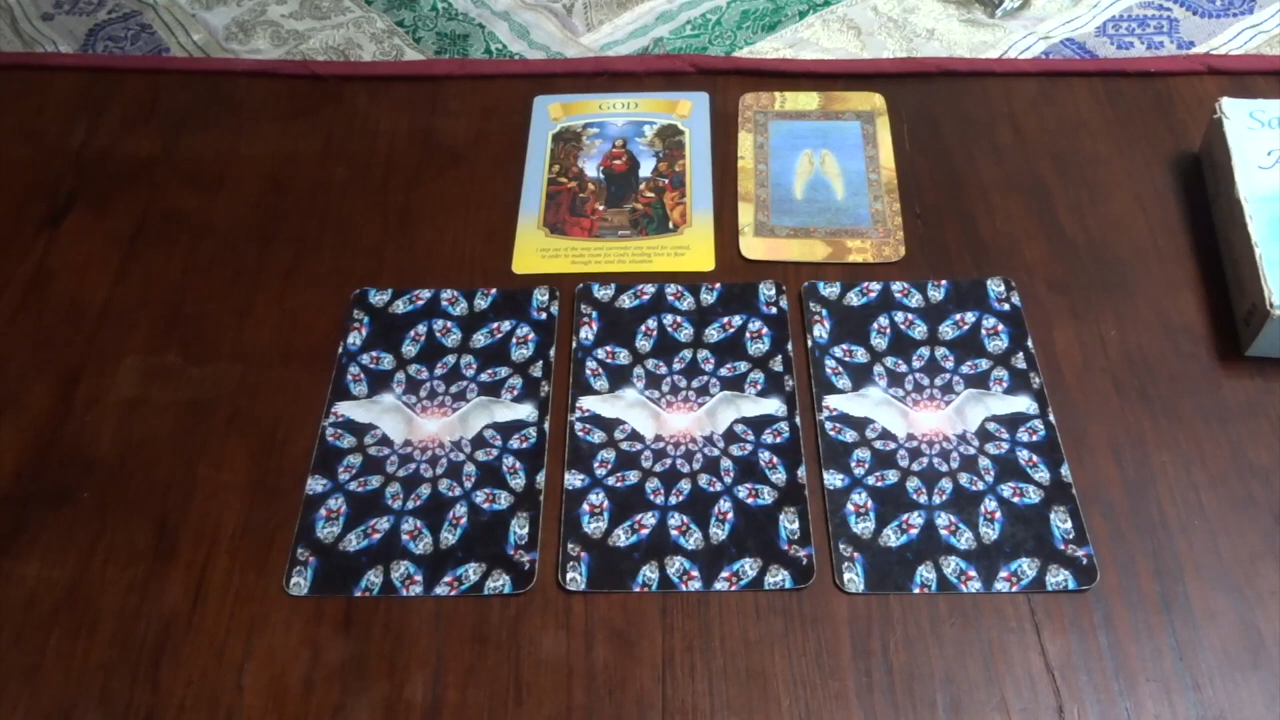 GOD
I step out of the way and surrender any need for control,
in order to make room for God's healing love to flow
through me and this situation
Sa